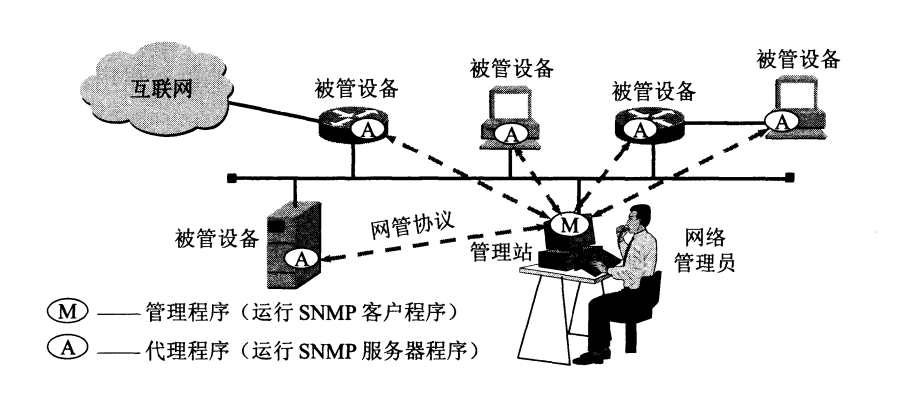 互联网
被管设备
被管设备
被管设备
被管设备
A
A
A
A
被管设备
A
网管协议
M
管理站
网络
管理员
M —— 管理程序（运行 SNMP 客户程序）
A —— 代理程序（运行 SNMP 服务器程序）